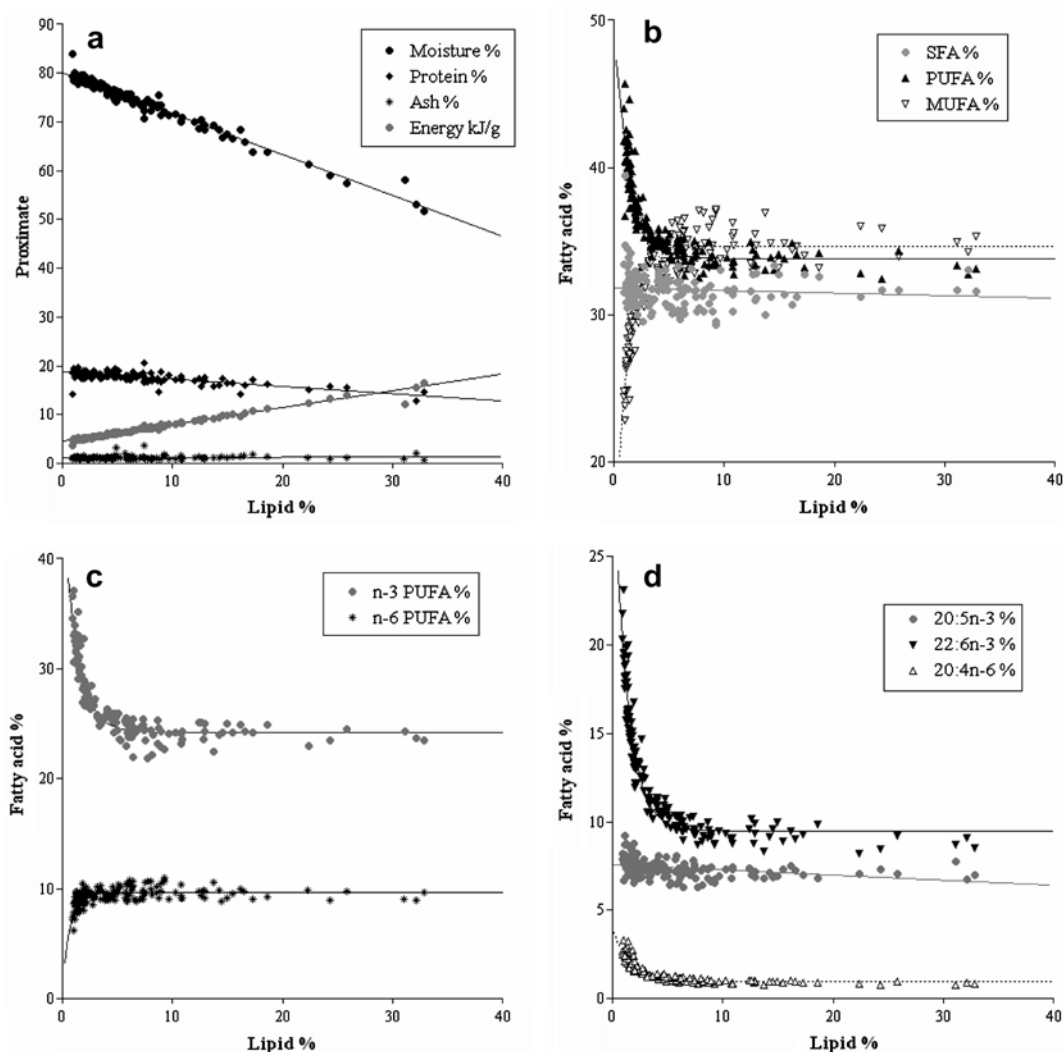 a
90
80
70
60
50
40
30
20
10
0
Proximate
Moisture %
Protein %
Ash %
Energy kJ/g
0 10 20 30 40
Lipid %
b
50
40
30
20
Fatty acid %
SFA %
PUFA %
MUFA %
0 10 20 30 40
Lipid %
c
40
30
20
10
0
Fatty acid %
n-3 PUFA %
n-6 PUFA %
0 10 20 30 40
Lipid %
d
25
20
15
10
5
0
Fatty acid %
20:5n-3 %
22:6n-3 %
20:4n-6 %
0 10 20 30 40
Lipid %